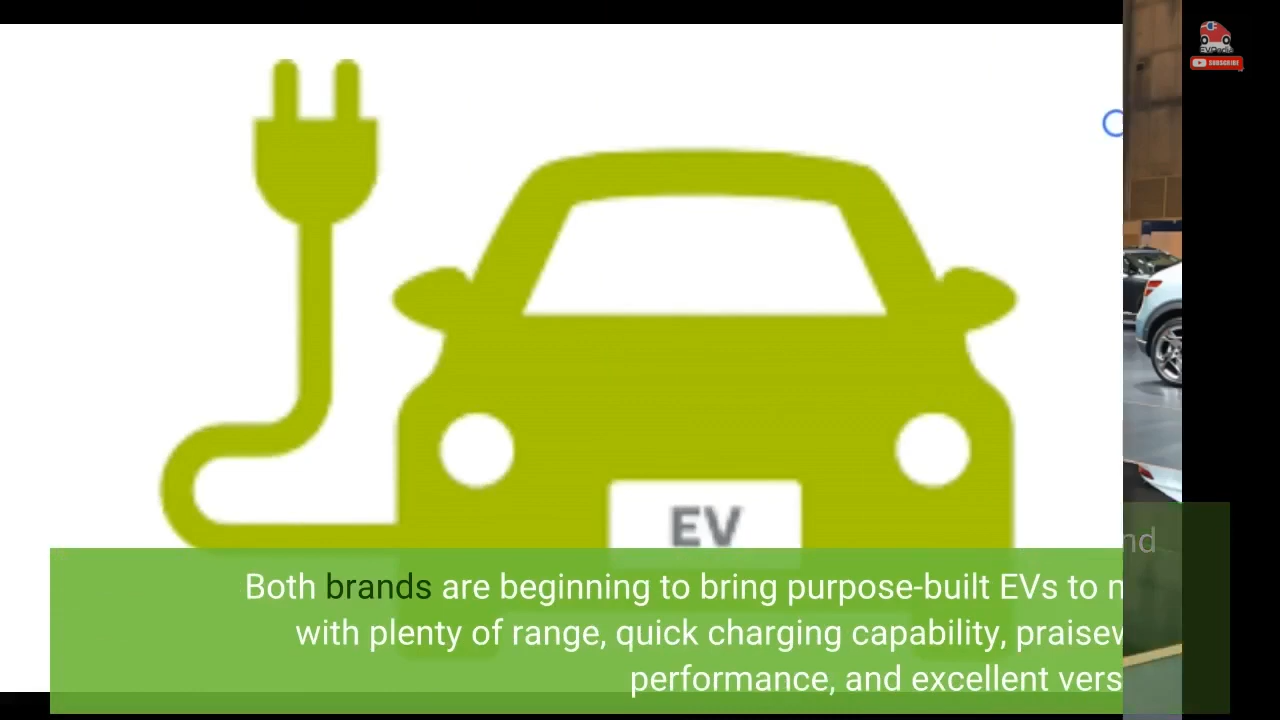 SUBSCRIBE
EV
Both brands are beginning to bring purpose-built EVs to
with plenty of range, quick charging capability,
performance, and excellent